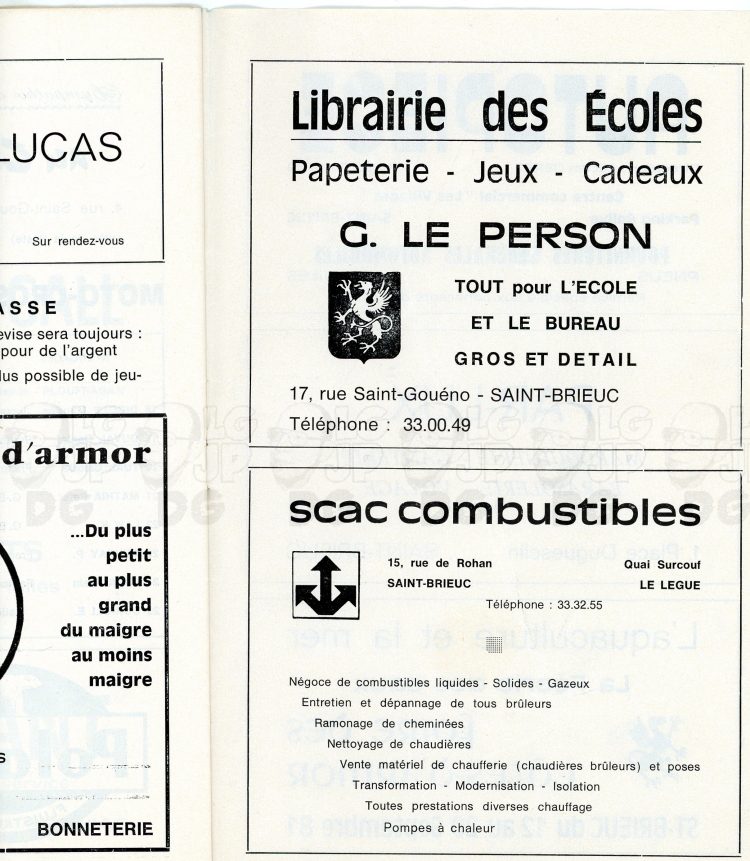 LUCAS
Sur rendez-vous
ASSE
evise sera toujours :
pour de l'argent
lus possible de jeu-
d'armor
...Du plus
petit
au plus
grand
du maigre
au moins
maigre
BONNETERIE
Librairie des Écoles
Papeterie - Jeux - Cadeaux
G. LE PERSON
TOUT pour L'ECOLE
ET LE BUREAU
GROS ET DETAIL
17, rue Saint-Gouéno - SAINT-BRIEUC
Téléphone : 33.00.49
scac combustibles
15, rue de Rohan Quai Surcouf
SAINT-BRIEUC LE LEGUE
Téléphone : 33.32.55
Négoce de combustibles liquides - Solides - Gazeux
Entretien et dépannage de tous brûleurs
Ramonage de cheminées
Nettoyage de chaudières
Vente matériel de chaufferie (chaudières brûleurs) et poses
Transformation - Modernisation - Isolation
Toutes prestations diverses chauffage
Pompes à chaleur